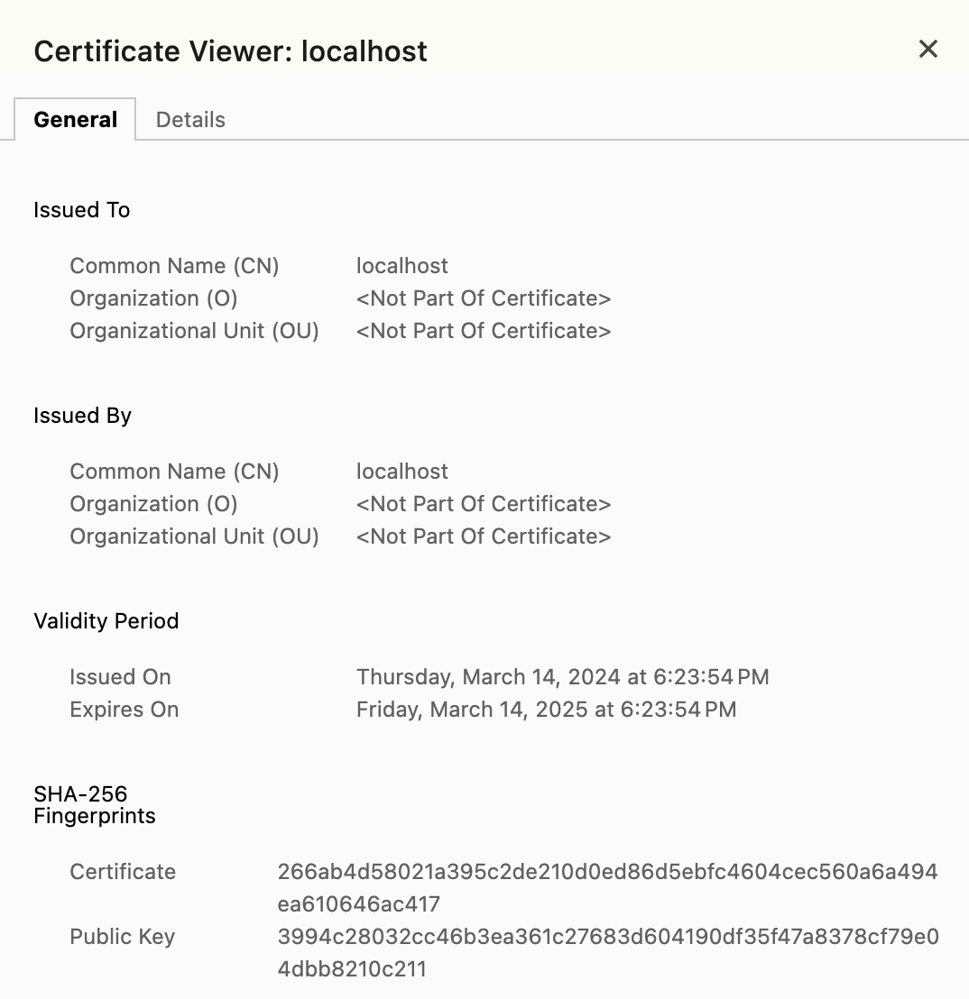 Certificate Viewer: localhost
General Details
Issued To
Common Name (CN) localhost
Organization (O) <Not Part Of Certificate>
Organizational Unit (OU) <Not Part Of Certificate>
Issued By
Common Name (CN) localhost
Organization (O) <Not Part Of Certificate>
Organizational Unit (OU) <Not Part Of Certificate>
Validity Period
Issued On Thursday, March 14, 2024 at 6:23:54 PM
Expires On Friday, March 14, 2025 at 6:23:54 PM
SHA-256
Fingerprints
Certificate 266ab4d58021a395c2de210d0ed86d5ebfc4604cec560a6a494
ea610646ac417
Public Key 3994c28032cc46b3ea361c27683d604190df35f47a8378cf79e0
4dbb8210c211